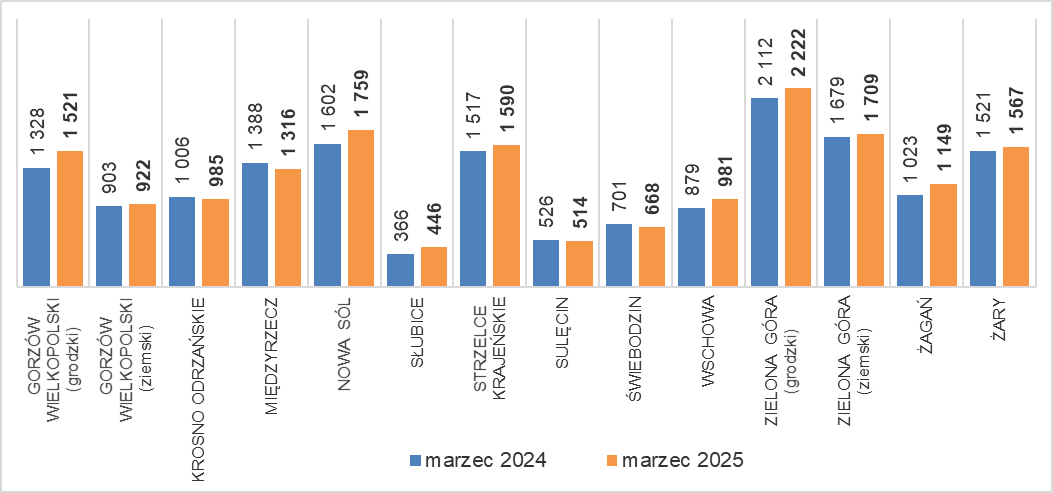 1 328
1 521
903
922
1 006
985
1 388
1 316
1 602
1 759
366
446
1 517
1 590
526
514
701
668
879
981
2 112
2 222
1 679
1 709
1 023
1 149
1 521
1 567
GORZÓW
WIELKOPOLSKI
(grodzki)
GORZÓW
WIELKOPOLSKI
(ziemski)
KROSNO ODRZAŃSKIE
MIĘDZYRZECZ
NOWA SÓL
SŁUBICE
STRZELCE
KRAJEŃSKIE
SULĘCIN
ŚWIEBODZIN
WSCHOWA
ZIELONA GÓRA
(grodzki)
ZIELONA GÓRA
(ziemski)
ŻAGAŃ
ŻARY
marzec 2024
marzec 2025